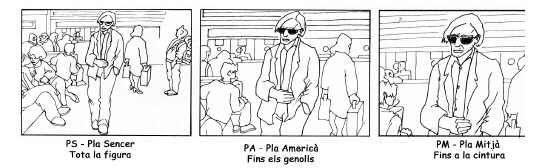 PS - Pla Sencer
Tota la figura
PA - Pla Americà
Fins els genolls
PM - Pla Mitjà
Fins a la cintura